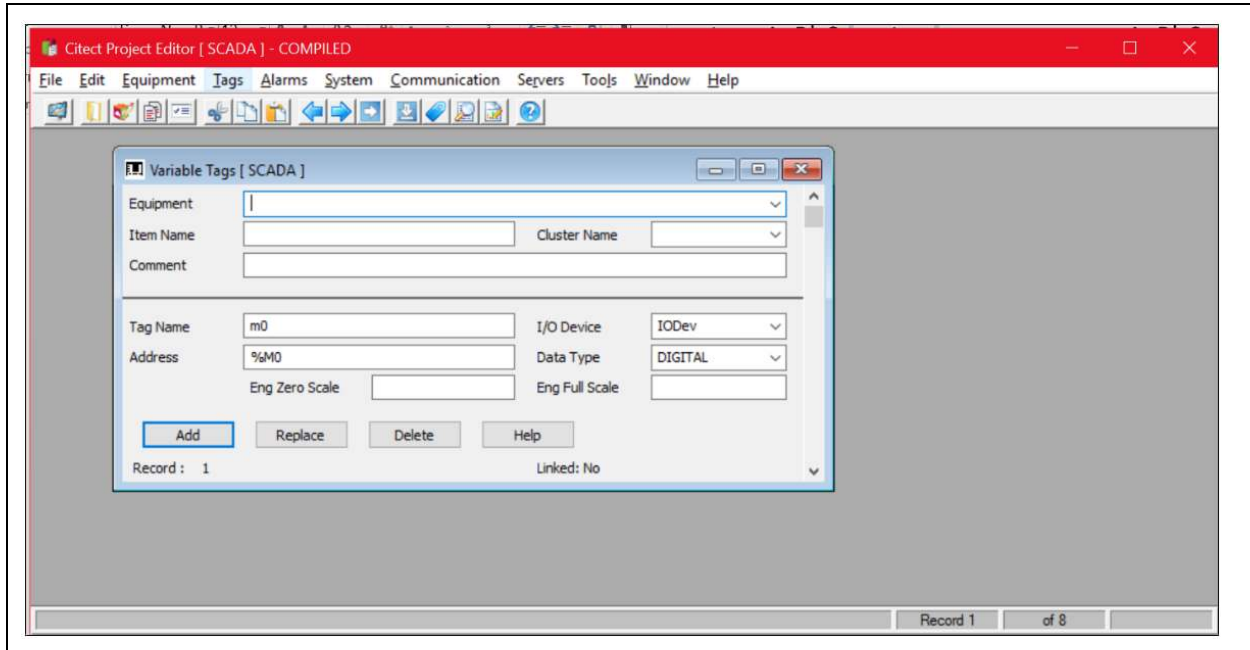 Citect Project Editor [ SCADA ] - COMPILED
File Edit Equipment Tags Alarms System Communication Servers Tools Window Help
Variable Tags [ SCADA ]
Equipment
Item Name Cluster Name
Comment
Tag Name m0 I/O Device IODev
Address %M0 Data Type DIGITAL
Eng Zero Scale Eng Full Scale
Add Replace Delete Help
Record : 1 Linked: No
Record 1 of 8